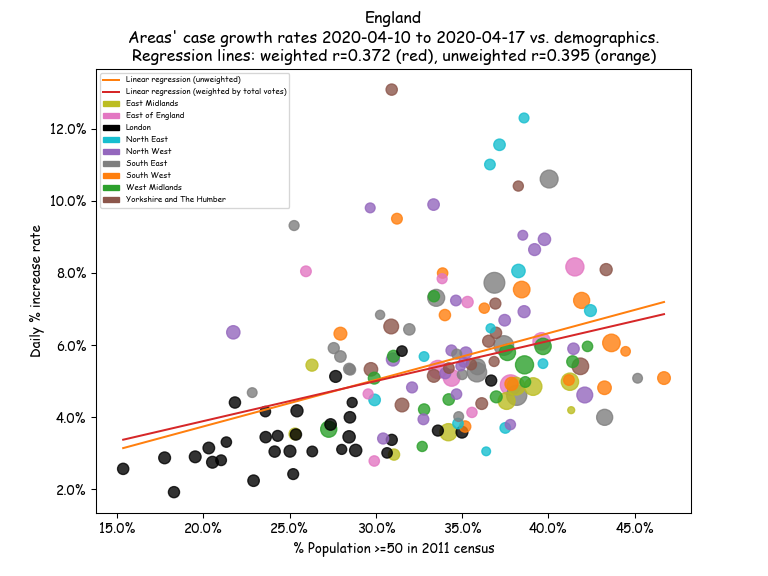 England
Areas' case growth rates 2020-04-10 to 2020-04-17 vs. demographics.
Regression lines: weighted r=0.372 (red), unweighted r=0.395 (orange)
Linear regression (unweighted)
Linear regression (weighted by total votes)
East Midlands
East of England
London
North East
North West
South East
South West
West Midlands
Yorkshire and The Humber
Daily % increase rate
12.0%
10.0%
8.0%
6.0%
4.0%
2.0%
15.0% 20.0% 25.0% 30.0% 35.0% 40.0% 45.0%
% Population >=50 in 2011 census